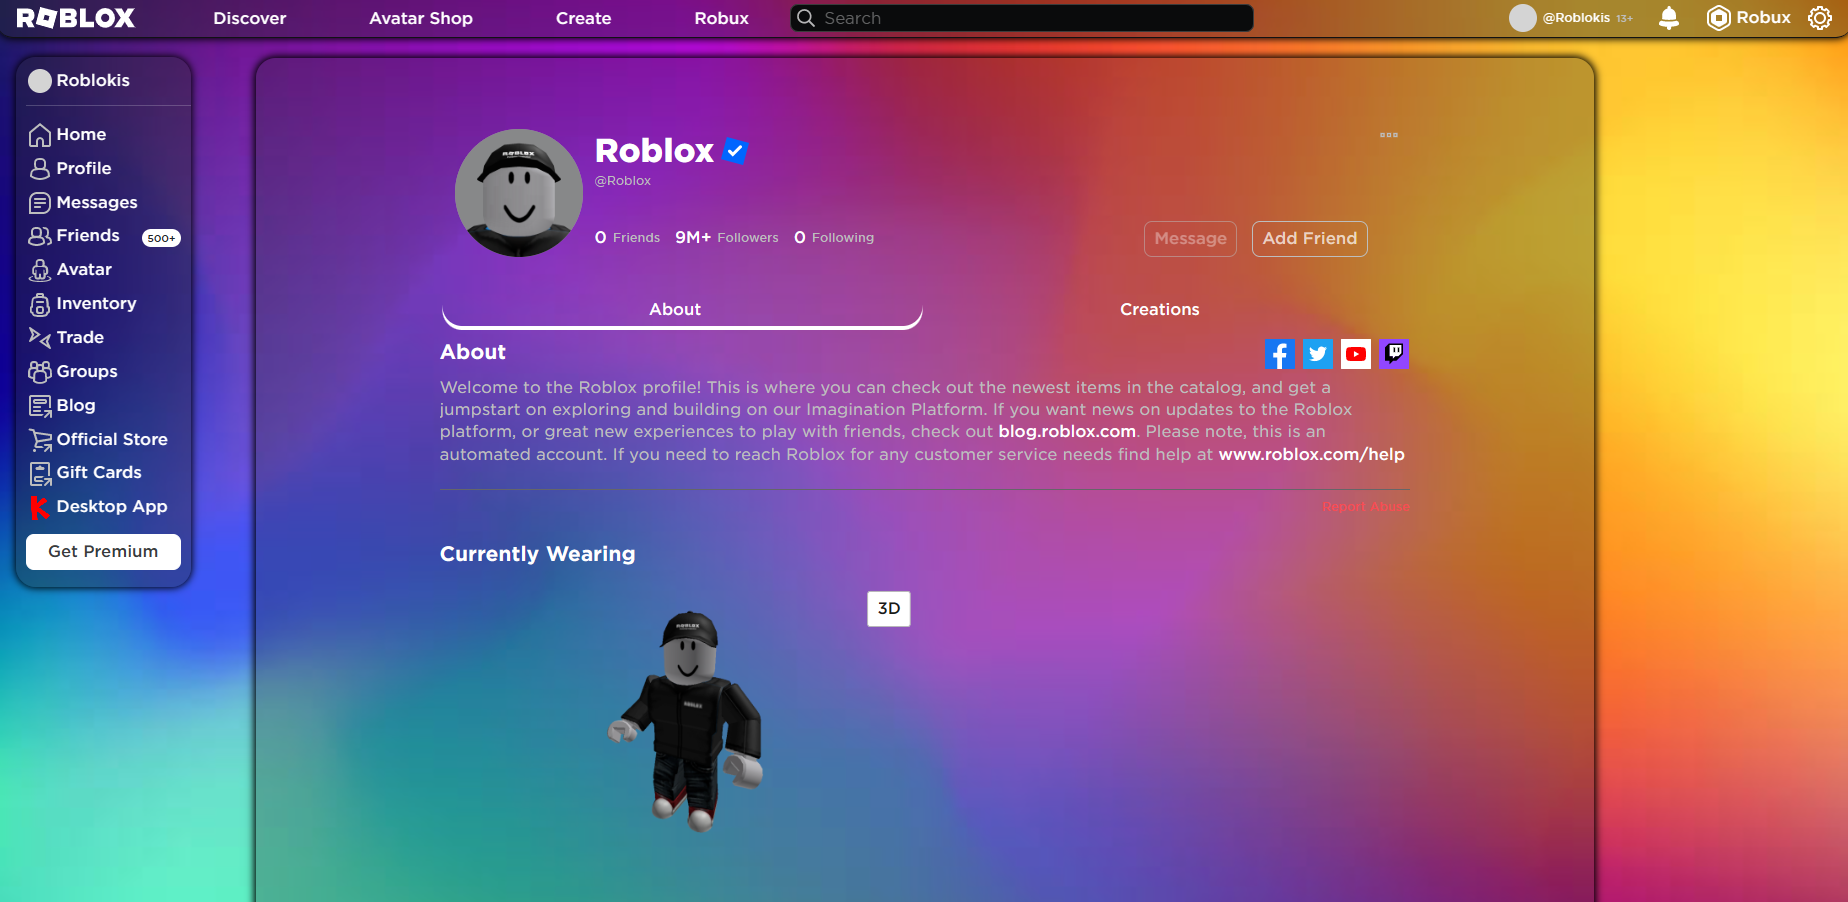 ROBLOX
Discover
Avatar Shop
Create
Robux
Search
@Roblokis 13+
Robux
Roblokis
Home
Profile
Messages
Friends 500+
Avatar
Inventory
Trade
Groups
Blog
Official Store
Gift Cards
Desktop App
Get Premium
ROBLOX
Roblox
@Roblox
0 Friends 9M+ Followers 0 Following
Message Add Friend
About
Creations
About
Welcome to the Roblox profile! This is where you can check out the newest items in the catalog, and get a
jumpstart on exploring and building on our Imagination Platform. If you want news on updates to the Roblox
platform, or great new experiences to play with friends, check out blog.roblox.com. Please note, this is an
automated account. If you need to reach Roblox for any customer service needs find help at www.roblox.com/help
Report Abuse
Currently Wearing
3D
ROBLOX
ROBLOX